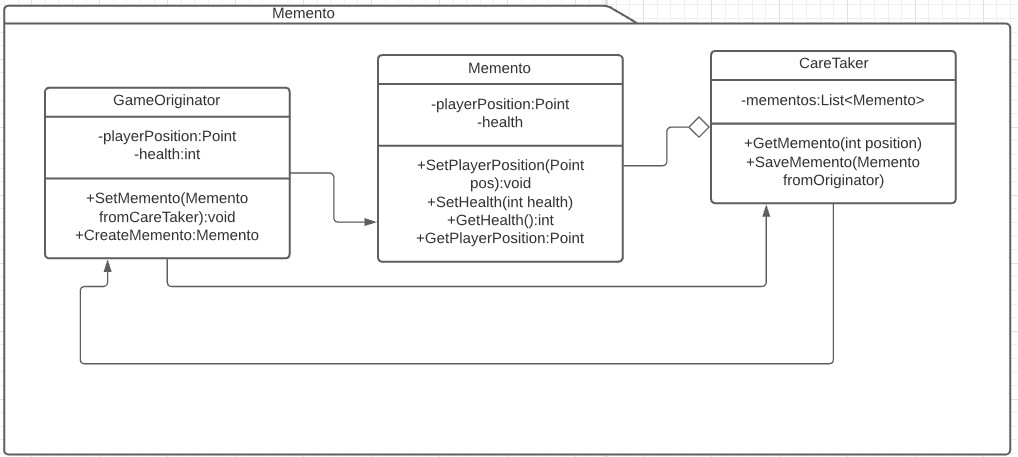 Memento
GameOriginator
-playerPosition:Point
-health:int
+SetMemento(Memento
fromCareTaker):void
+CreateMemento:Memento
Memento
-playerPosition:Point
-health
+SetPlayerPosition(Point
pos):void
+SetHealth(int health)
+GetHealth():int
+GetPlayerPosition:Point
CareTaker
-mementos:List<Memento>
+GetMemento(int position)
+SaveMemento(Memento
fromOriginator)